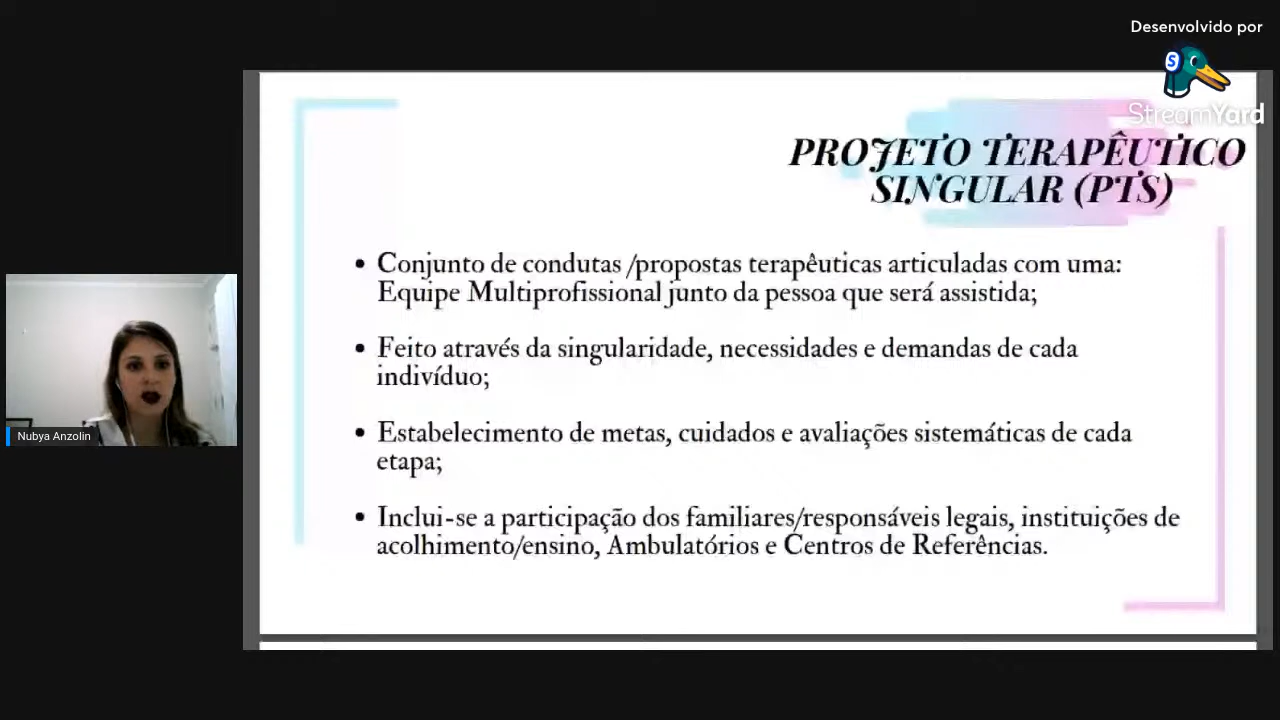 Desenvolvido por
S
StreamYard
PROJETO TERAPÊUTICO
SINGULAR (PTS)
• Conjunto de condutas /propostas terapêuticas articuladas com uma:
Equipe Multiprofissional junto da pessoa que será assistida;
• Feito através da singularidade, necessidades e demandas de cada
indivíduo;
• Estabelecimento de metas, cuidados e avaliações sistemáticas de cada
etapa;
• Inclui-se a participação dos familiares/responsáveis legais, instituições de
acolhimento/ensino, Ambulatórios e Centros de Referências.
Nubya Anzolin